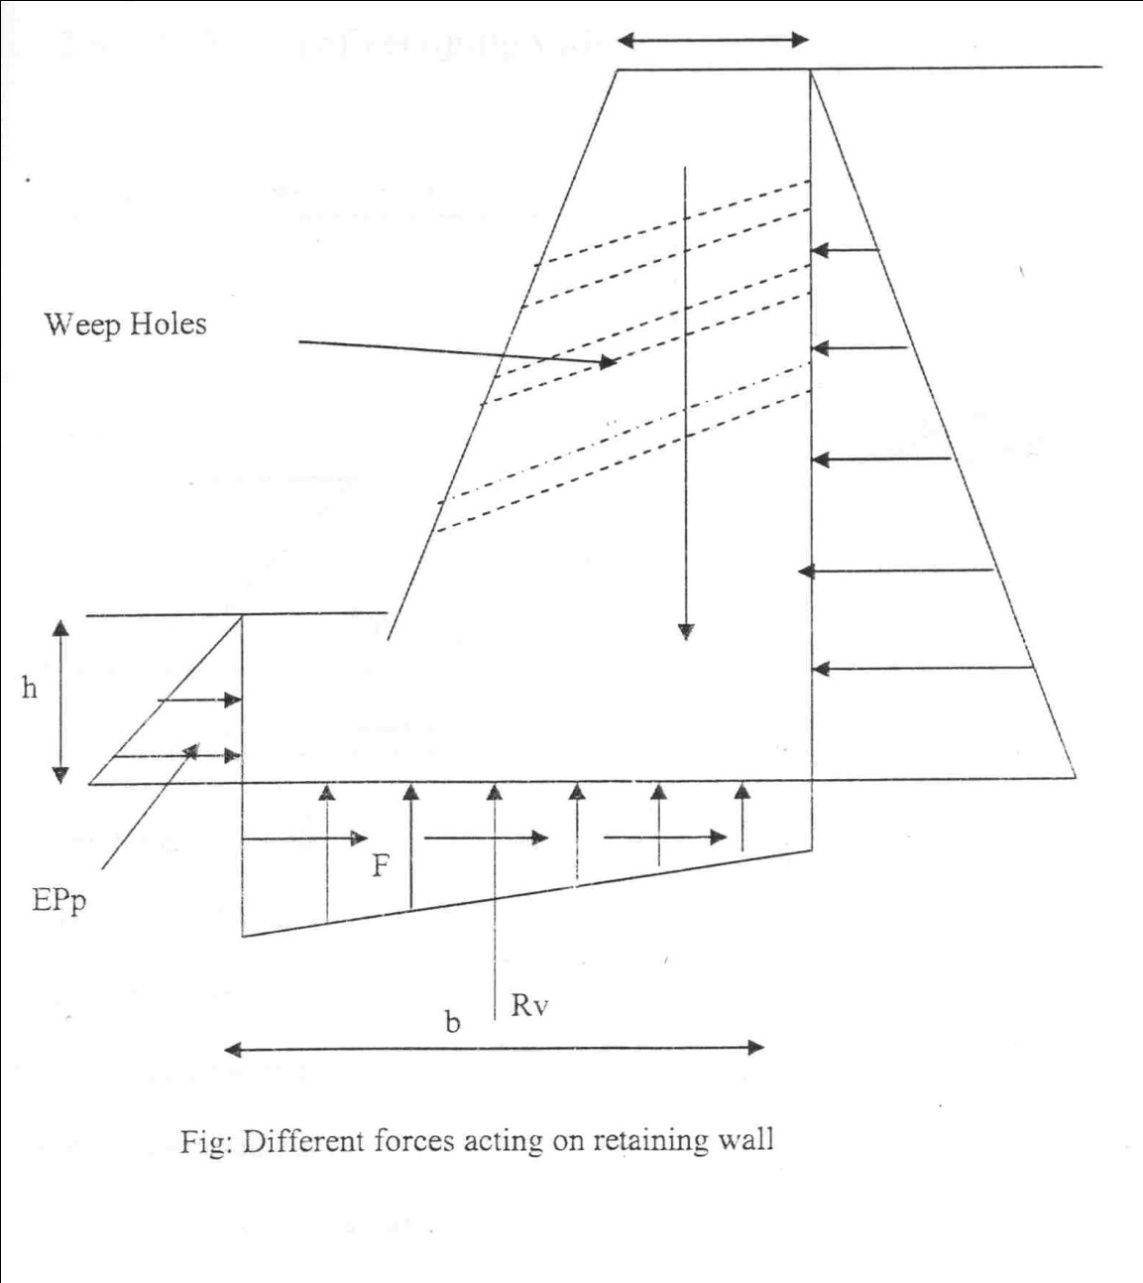 Weep Holes
h
F
EPp
Rv
b
Fig: Different forces acting on retaining wall